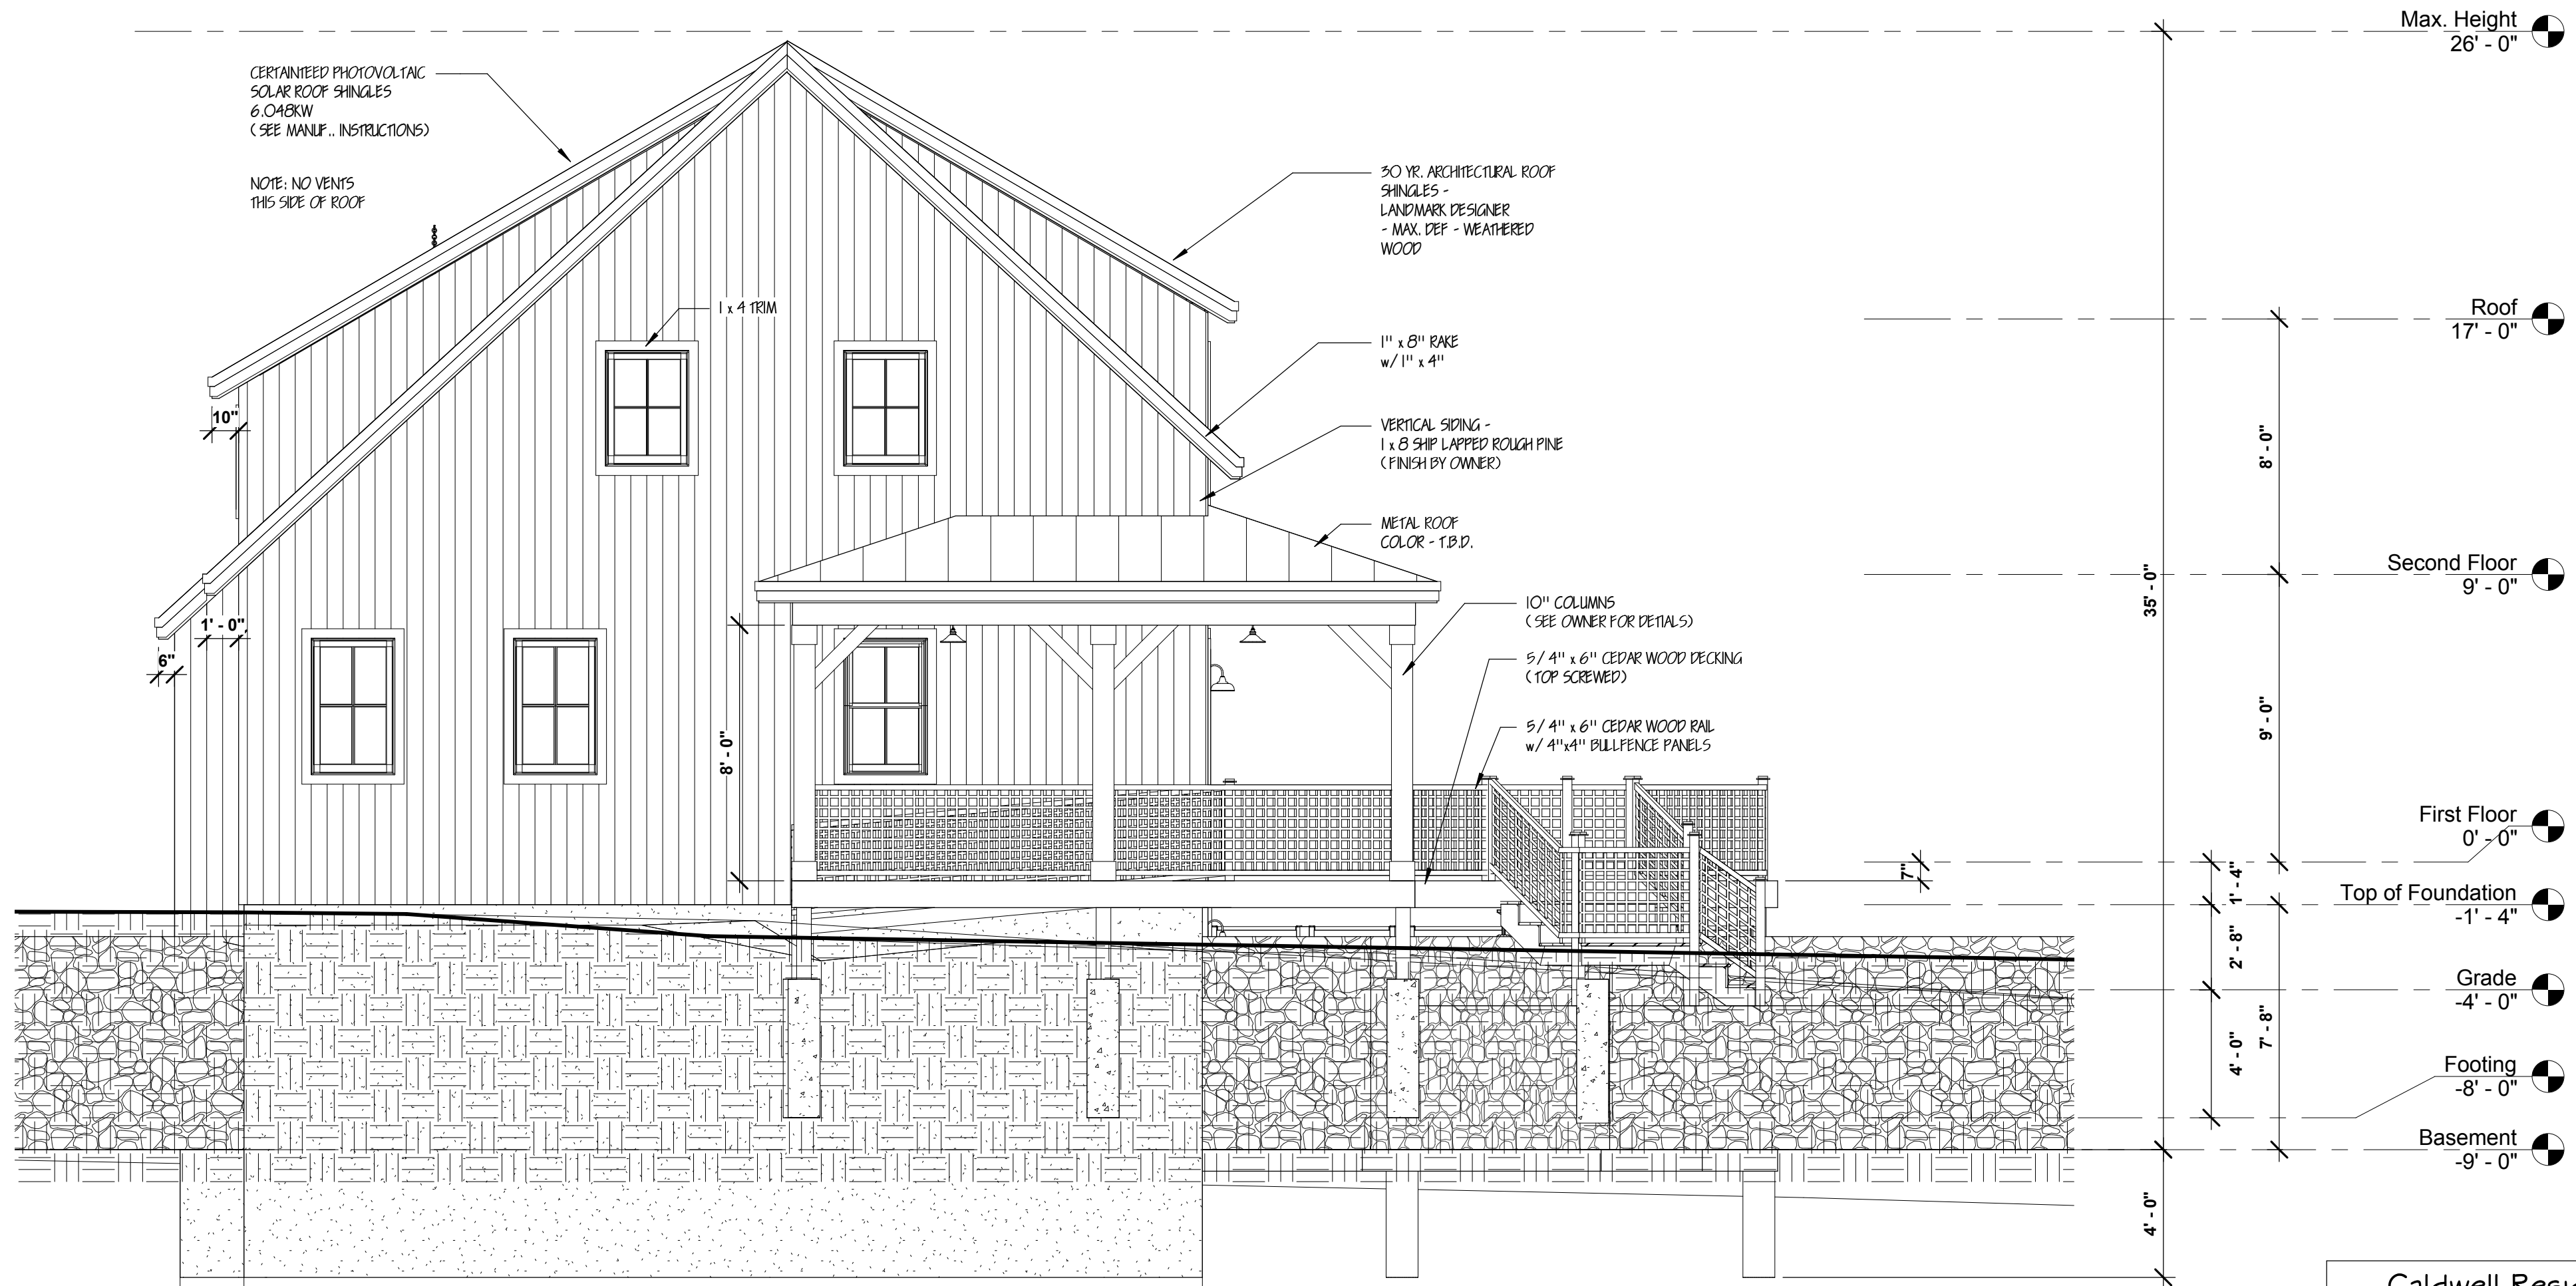 CERTAINTEED PHOTOVOLTAIC
SOLAR ROOF SHINGLES
6.048KW
(SEE MANUF.. INSTRUCTIONS)
NOTE: NO VENTS
THIS SIDE OF ROOF
1 x 4 TRIM
30 YR. ARCHITECTURAL ROOF
SHINGLES -
LANDMARK DESIGNER
- MAX. DEF - WEATHERED
WOOD
1" x 8" RAKE
w/ 1" x 4"
VERTICAL SIDING -
1 x 8 SHIP LAPPED ROUGH PINE
(FINISH BY OWNER)
METAL ROOF
COLOR - T.B.D.
10" COLUMNS
(SEE OWNER FOR DETIALS)
5/4" x 6" CEDAR WOOD DECKING
(TOP SCREWED)
5/4" x 6" CEDAR WOOD RAIL
w/ 4"x4" BULLFENCE PANELS
10"
1' - 0"
6"
8' - 0"
7"
35' - 0"
4' - 0"
1' - 4"
2' - 8"
4' - 0"
8' - 0"
9' - 0"
7' - 8"
Max. Height
26' - 0"
Roof
17' - 0"
Second Floor
9' - 0"
First Floor
0' - 0"
Top of Foundation
-1' - 4"
Grade
-4' - 0"
Footing
-8' - 0"
Basement
-9' - 0"
Caldwell